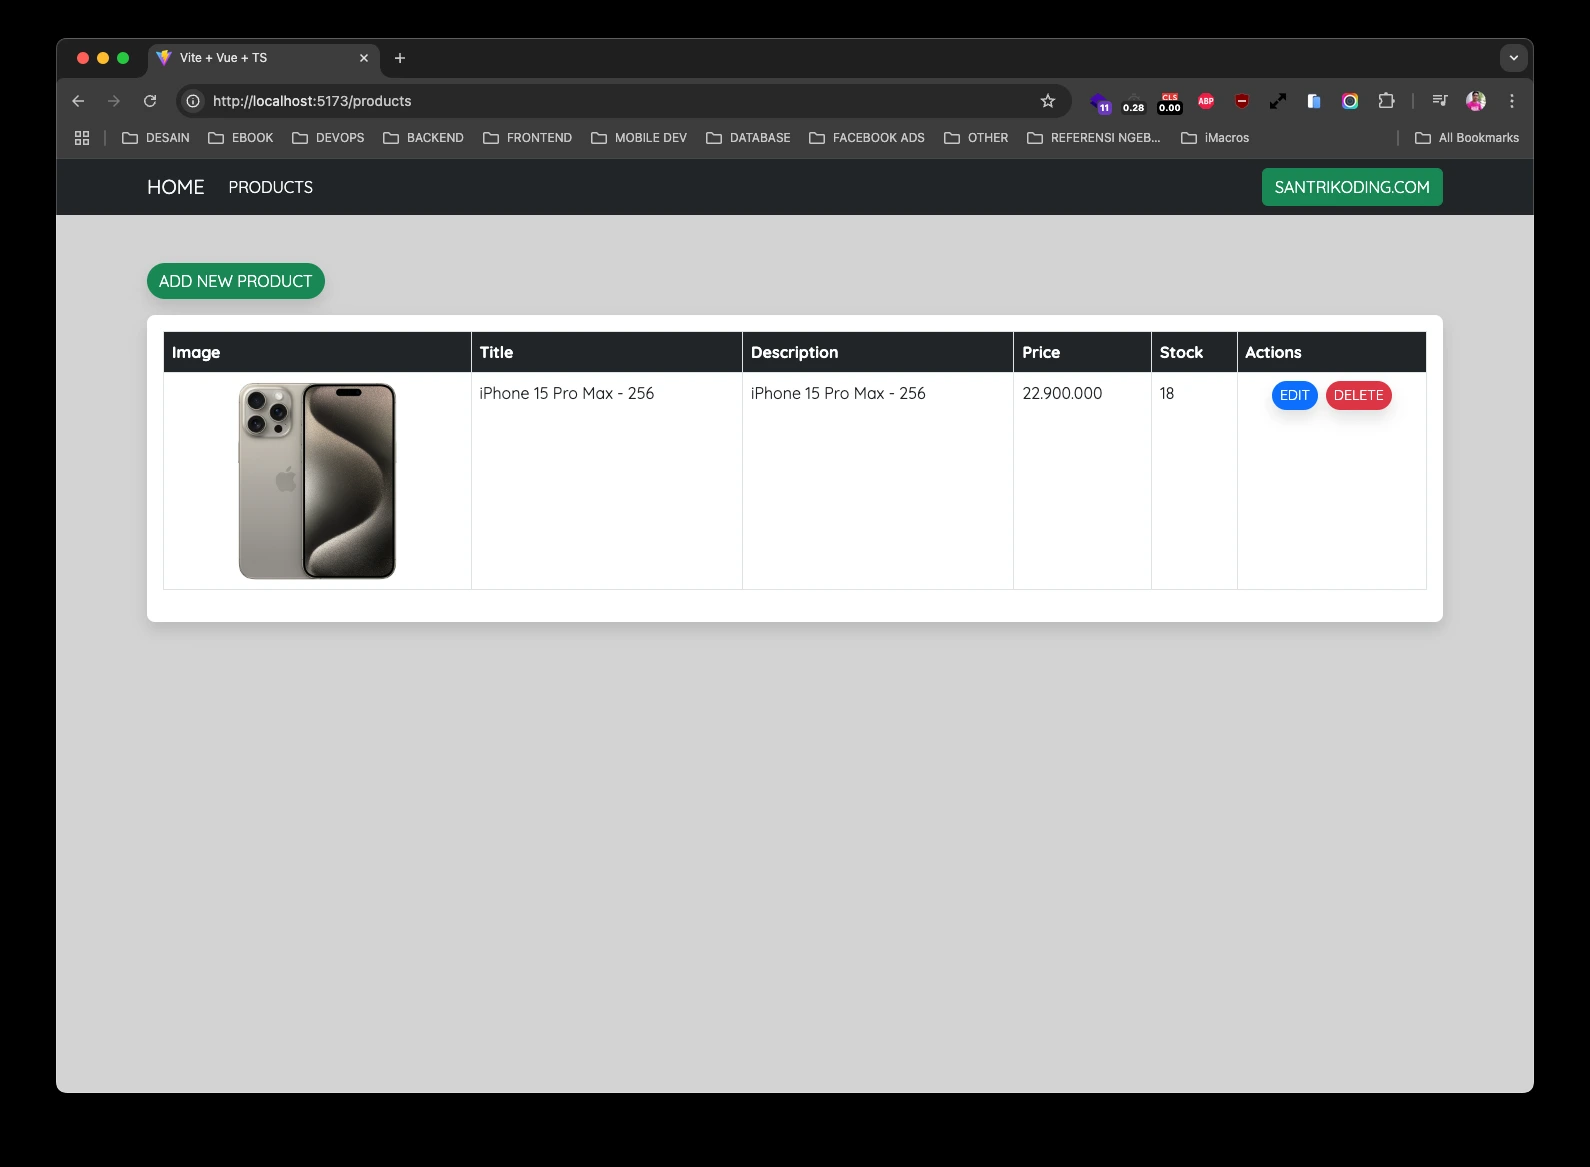 Vite + Vue + TS
http://localhost:5173/products
11 0.28 CLS 0.00 ABP
DESAIN EBOOK DEVOPS BACKEND FRONTEND MOBILE DEV DATABASE FACEBOOK ADS OTHER REFERENSI NGEB... iMacros All Bookmarks
HOME PRODUCTS SANTRIKODING.COM
ADD NEW PRODUCT
Image Title Description Price Stock Actions
iPhone 15 Pro Max - 256 iPhone 15 Pro Max - 256 22.900.000 18 EDIT DELETE